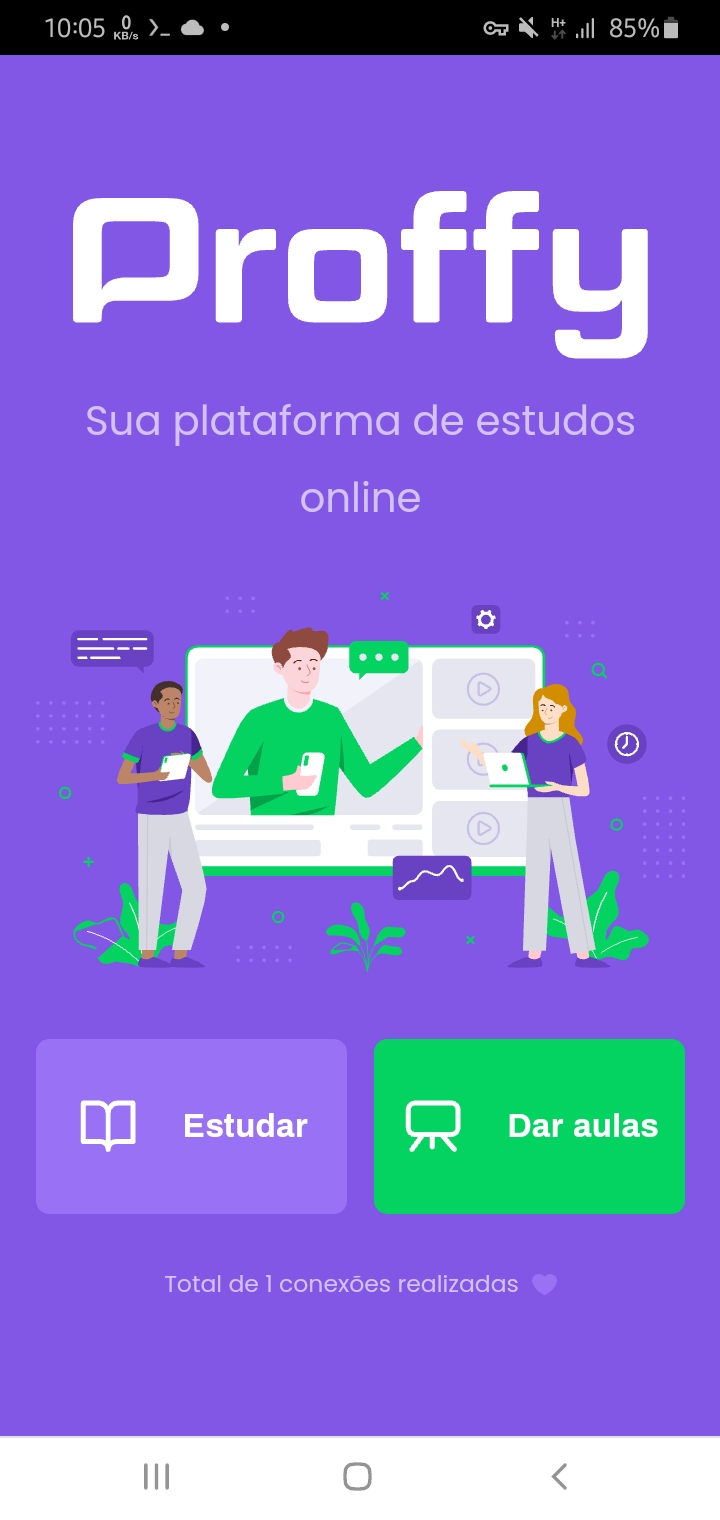 10:05 0 KB/s H+ 85%
Proffy
Sua plataforma de estudos
online
Estudar
Dar aulas
Total de 1 conexões realizadas